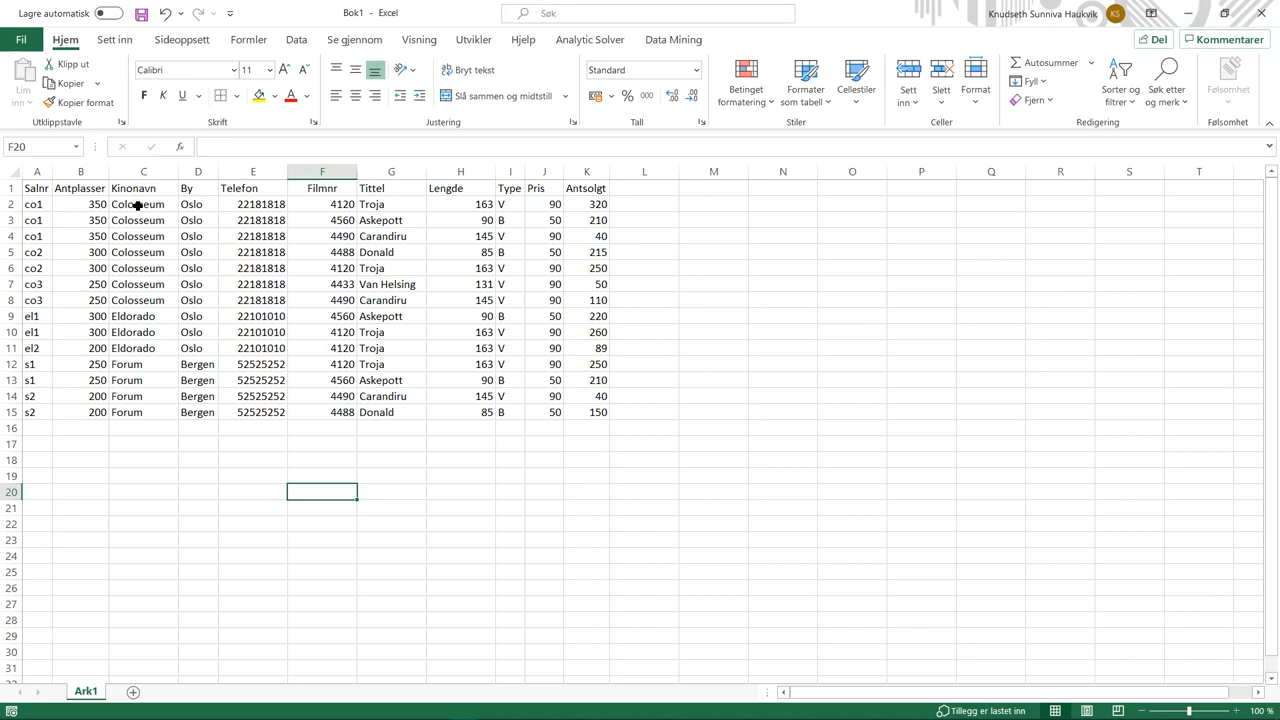 Lagre automatisk
Bok1 - Excel
Søk
Knudseth Sunniva Haukvik
KS
Fil Hjem Sett inn Sideoppsett Formler Data Se gjennom Visning Utvikler Hjelp Analytic Solver Data Mining
Del Kommentarer
Lim inn
Klipp ut
Kopier
Kopier format
Utklippstavle
Calibri 11
F K U
Skrift
Bryt tekst
Slå sammen og midtstill
Justering
Standard
% 000
Tall
Betinget formatering
Formater som tabell
Cellestiler
Stiler
Sett inn
Slett
Format
Celler
Autosummer
Fyll
Fjern
Sorter og filtrer
Søk etter og merk
Redigering
Følsomhet
Følsomhet
F20
fx
A B C D E F G H I J K L M N O P Q R S T
1 Salnr Antplasser Kinonavn By Telefon Filmnr Tittel Lengde Type Pris Antsolgt
2 co1 350 Colosseum Oslo 22181818 4120 Troja 163 V 90 320
3 co1 350 Colosseum Oslo 22181818 4560 Askepott 90 B 50 210
4 co1 350 Colosseum Oslo 22181818 4490 Carandiru 145 V 90 40
5 co2 300 Colosseum Oslo 22181818 4488 Donald 85 B 50 215
6 co2 300 Colosseum Oslo 22181818 4120 Troja 163 V 90 250
7 co3 250 Colosseum Oslo 22181818 4433 Van Helsing 131 V 90 50
8 co3 250 Colosseum Oslo 22181818 4490 Carandiru 145 V 90 110
9 el1 300 Eldorado Oslo 22101010 4560 Askepott 90 B 50 220
10 el1 300 Eldorado Oslo 22101010 4120 Troja 163 V 90 260
11 el2 200 Eldorado Oslo 22101010 4120 Troja 163 V 90 89
12 s1 250 Forum Bergen 52525252 4120 Troja 163 V 90 250
13 s1 250 Forum Bergen 52525252 4560 Askepott 90 B 50 210
14 s2 200 Forum Bergen 52525252 4490 Carandiru 145 V 90 40
15 s2 200 Forum Bergen 52525252 4488 Donald 85 B 50 150
16
17
18
19
20
21
22
23
24
25
26
27
28
29
30
31
Ark1
Tillegg er lastet inn
100 %